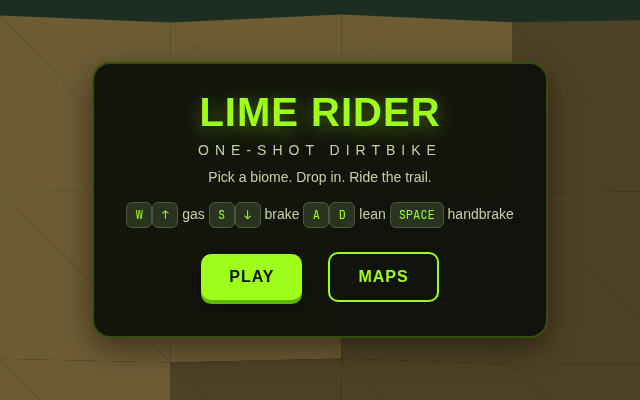 LIME RIDER
ONE-SHOT DIRTBIKE
Pick a biome. Drop in. Ride the trail.
W ↑ gas S ↓ brake A D lean SPACE handbrake
PLAY MAPS